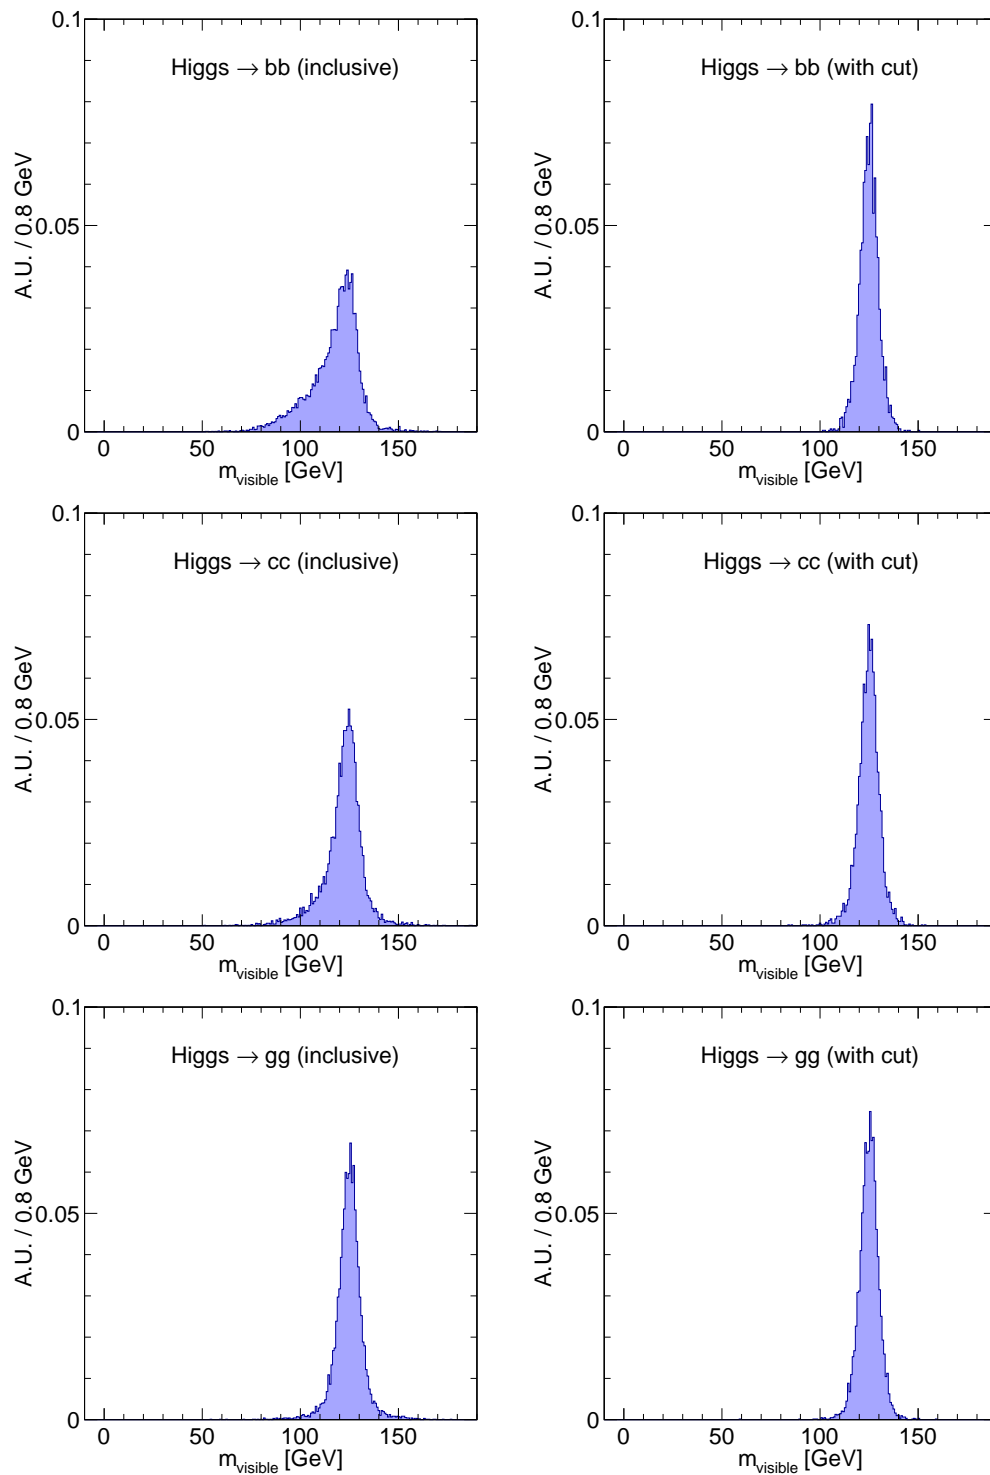 0.1
Higgs → bb (inclusive)
A.U. / 0.8 GeV
0.05
0
0 50 100 150
m_visible [GeV]
0.1
Higgs → bb (with cut)
A.U. / 0.8 GeV
0.05
0
0 50 100 150
m_visible [GeV]
0.1
Higgs → cc (inclusive)
A.U. / 0.8 GeV
0.05
0
0 50 100 150
m_visible [GeV]
0.1
Higgs → cc (with cut)
A.U. / 0.8 GeV
0.05
0
0 50 100 150
m_visible [GeV]
0.1
Higgs → gg (inclusive)
A.U. / 0.8 GeV
0.05
0
0 50 100 150
m_visible [GeV]
0.1
Higgs → gg (with cut)
A.U. / 0.8 GeV
0.05
0
0 50 100 150
m_visible [GeV]